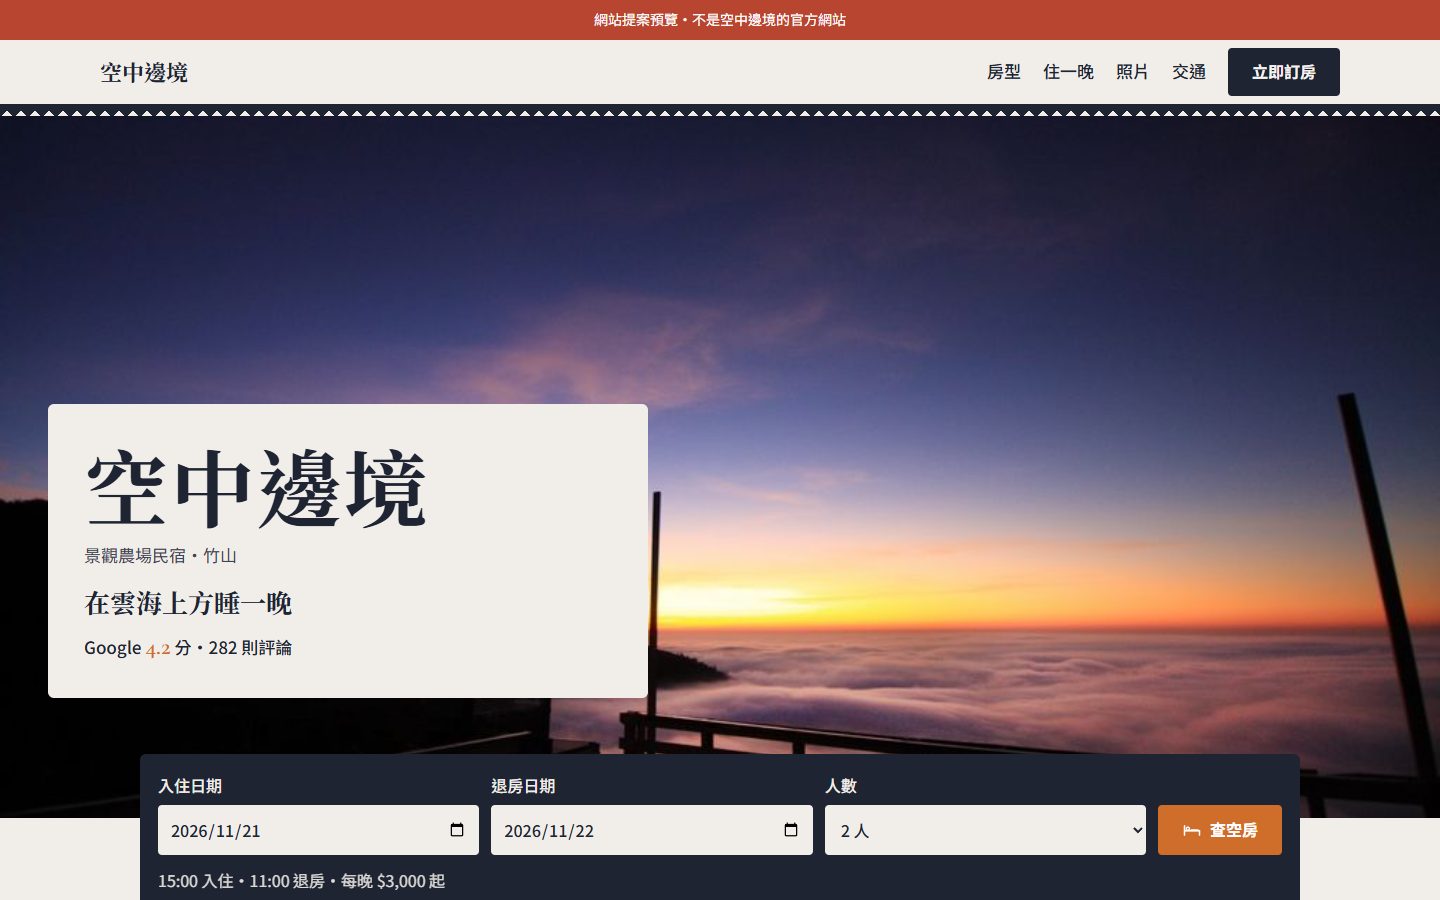 網站提案預覽・不是空中邊境的官方網站
空中邊境
房型 住一晚 照片 交通 立即訂房
空中邊境
景觀農場民宿・竹山
在雲海上方睡一晚
Google 4.2 分・282 則評論
入住日期 退房日期 人數
2026/11/21 2026/11/22 2 人 查空房
15:00 入住・11:00 退房・每晚 $3,000 起